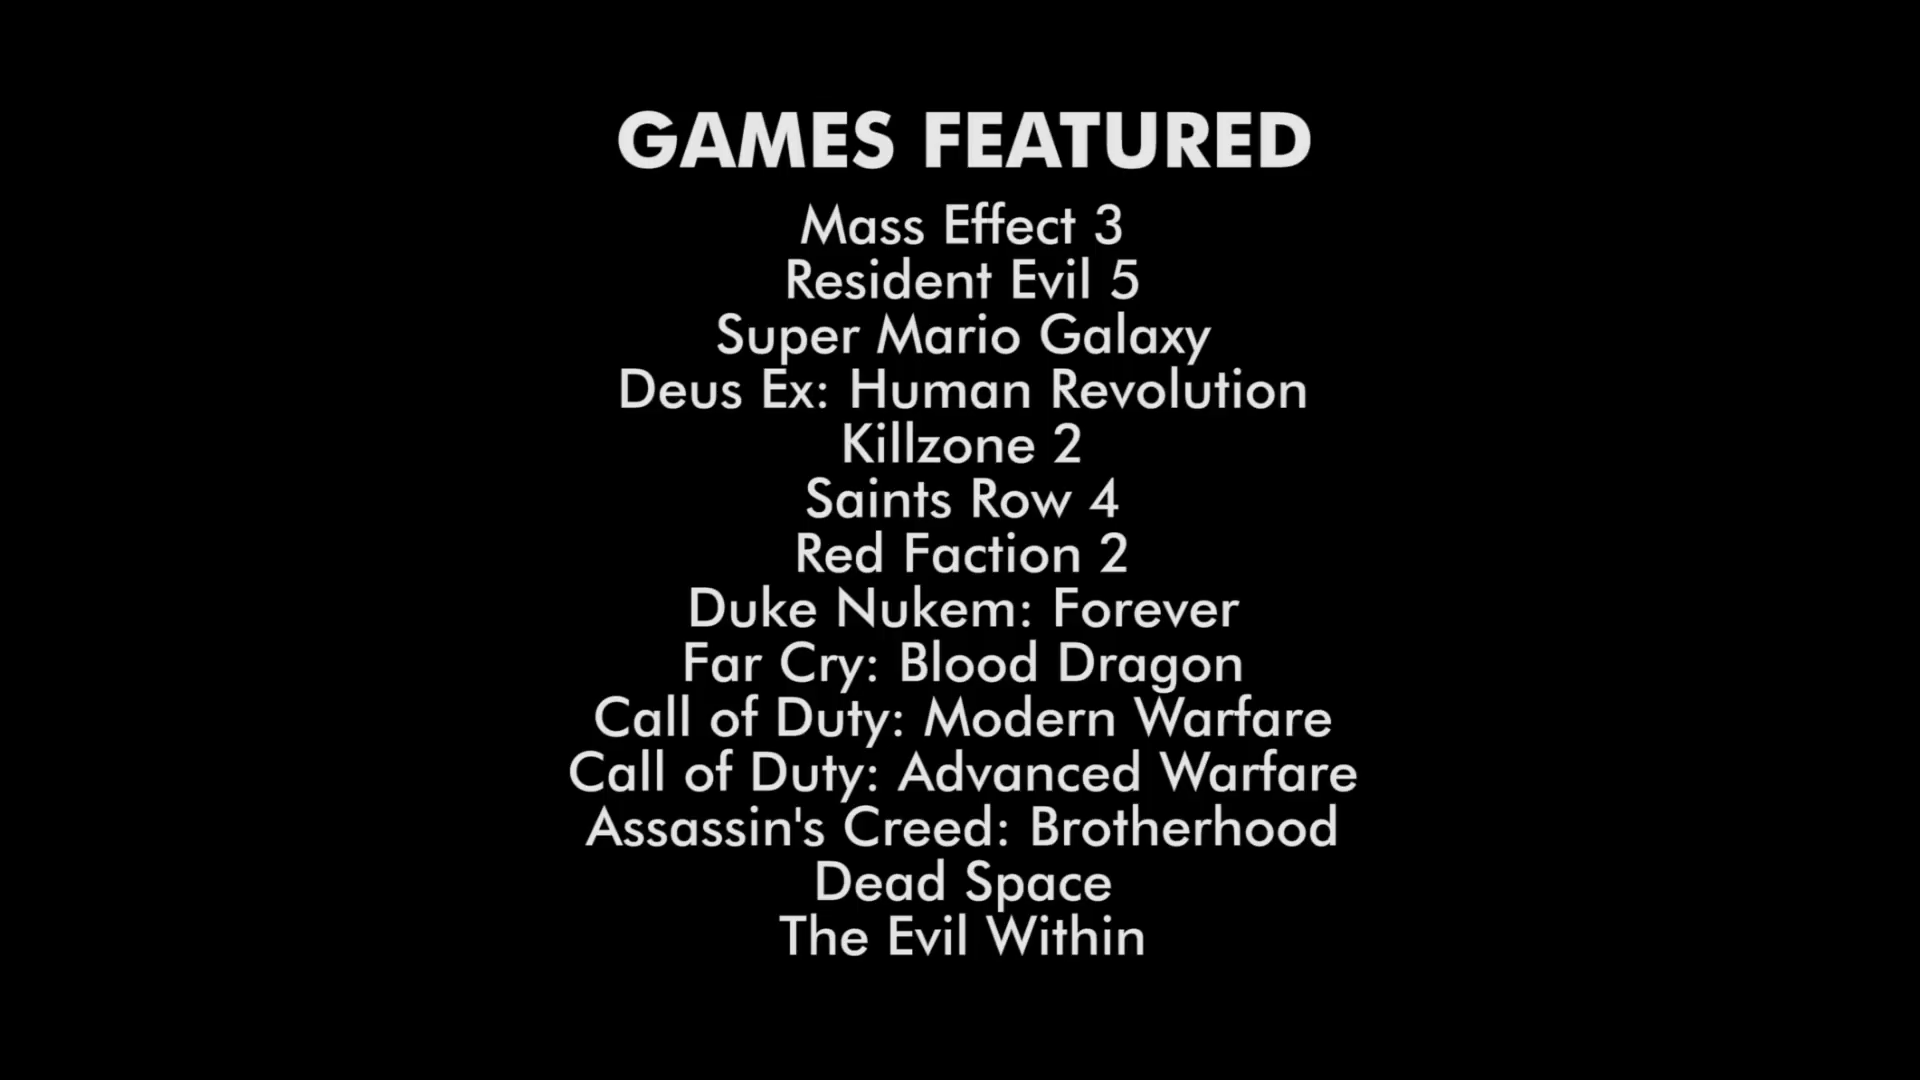 GAMES FEATURED
Mass Effect 3
Resident Evil 5
Super Mario Galaxy
Deus Ex: Human Revolution
Killzone 2
Saints Row 4
Red Faction 2
Duke Nukem: Forever
Far Cry: Blood Dragon
Call of Duty: Modern Warfare
Call of Duty: Advanced Warfare
Assassin's Creed: Brotherhood
Dead Space
The Evil Within